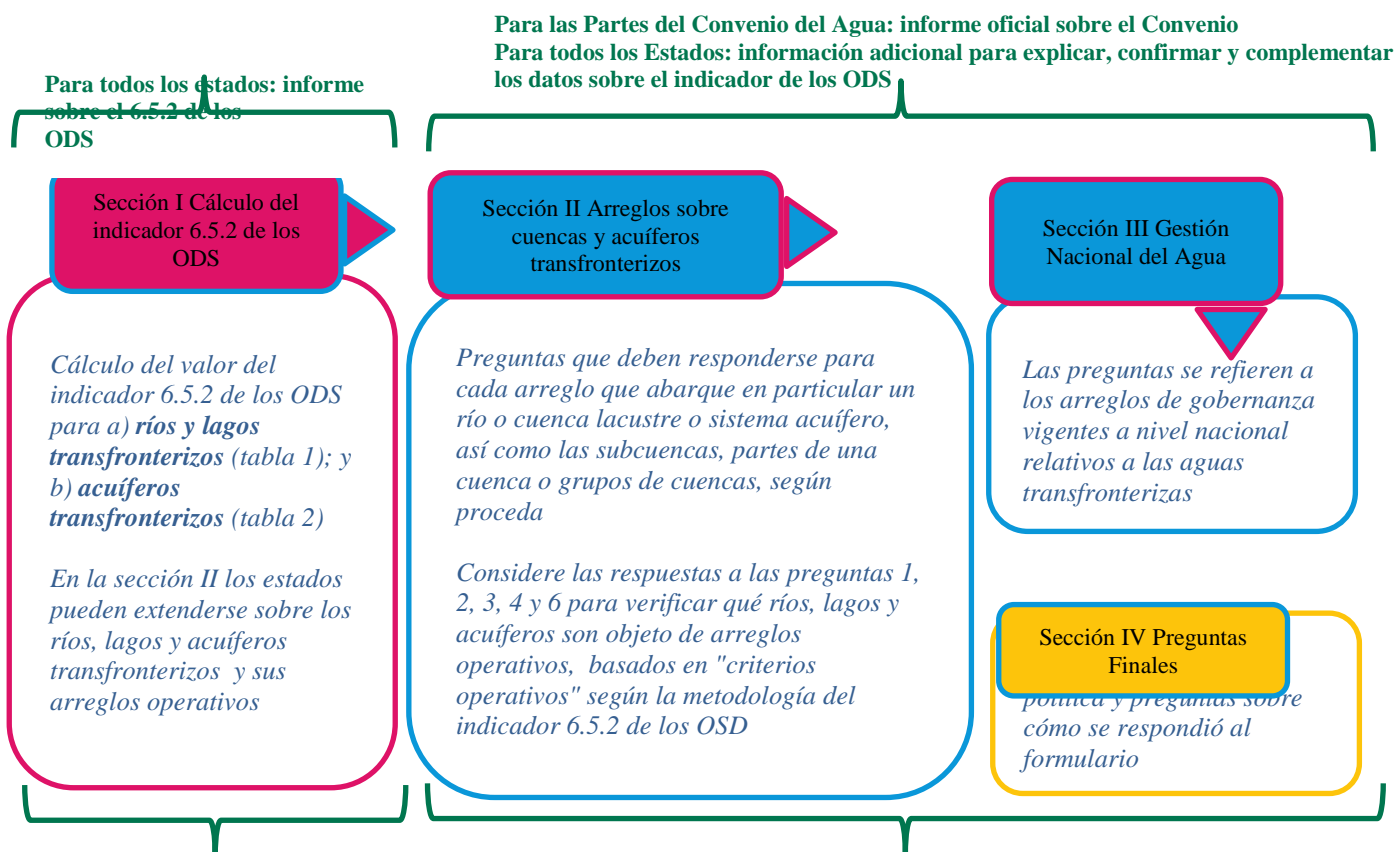 Para las Partes del Convenio del Agua: informe oficial sobre el Convenio
Para todos los Estados: información adicional para explicar, confirmar y complementar
los datos sobre el indicador de los ODS
Para todos los estados: informe
sobre el 6.5.2 de los
ODS
Sección I Cálculo del
indicador 6.5.2 de los
ODS
Cálculo del valor del
indicador 6.5.2 de los ODS
para a) ríos y lagos
transfronterizos (tabla 1); y
b) acuíferos
transfronterizos (tabla 2)
En la sección II los estados
pueden extenderse sobre los
ríos, lagos y acuíferos
transfronterizos y sus
arreglos operativos
Sección II Arreglos sobre
cuencas y acuíferos
transfronterizos
Preguntas que deben responderse para
cada arreglo que abarque en particular un
río o cuenca lacustre o sistema acuífero,
así como las subcuencas, partes de una
cuenca o grupos de cuencas, según
proceda
Considere las respuestas a las preguntas 1,
2, 3, 4 y 6 para verificar qué ríos, lagos y
acuíferos son objeto de arreglos
operativos, basados en "criterios
operativos" según la metodología del
indicador 6.5.2 de los OSD
Sección III Gestión
Nacional del Agua
Las preguntas se refieren a
los arreglos de gobernanza
vigentes a nivel nacional
relativos a las aguas
transfronterizas
Sección IV Preguntas
Finales
política y preguntas sobre
cómo se respondió al
formulario